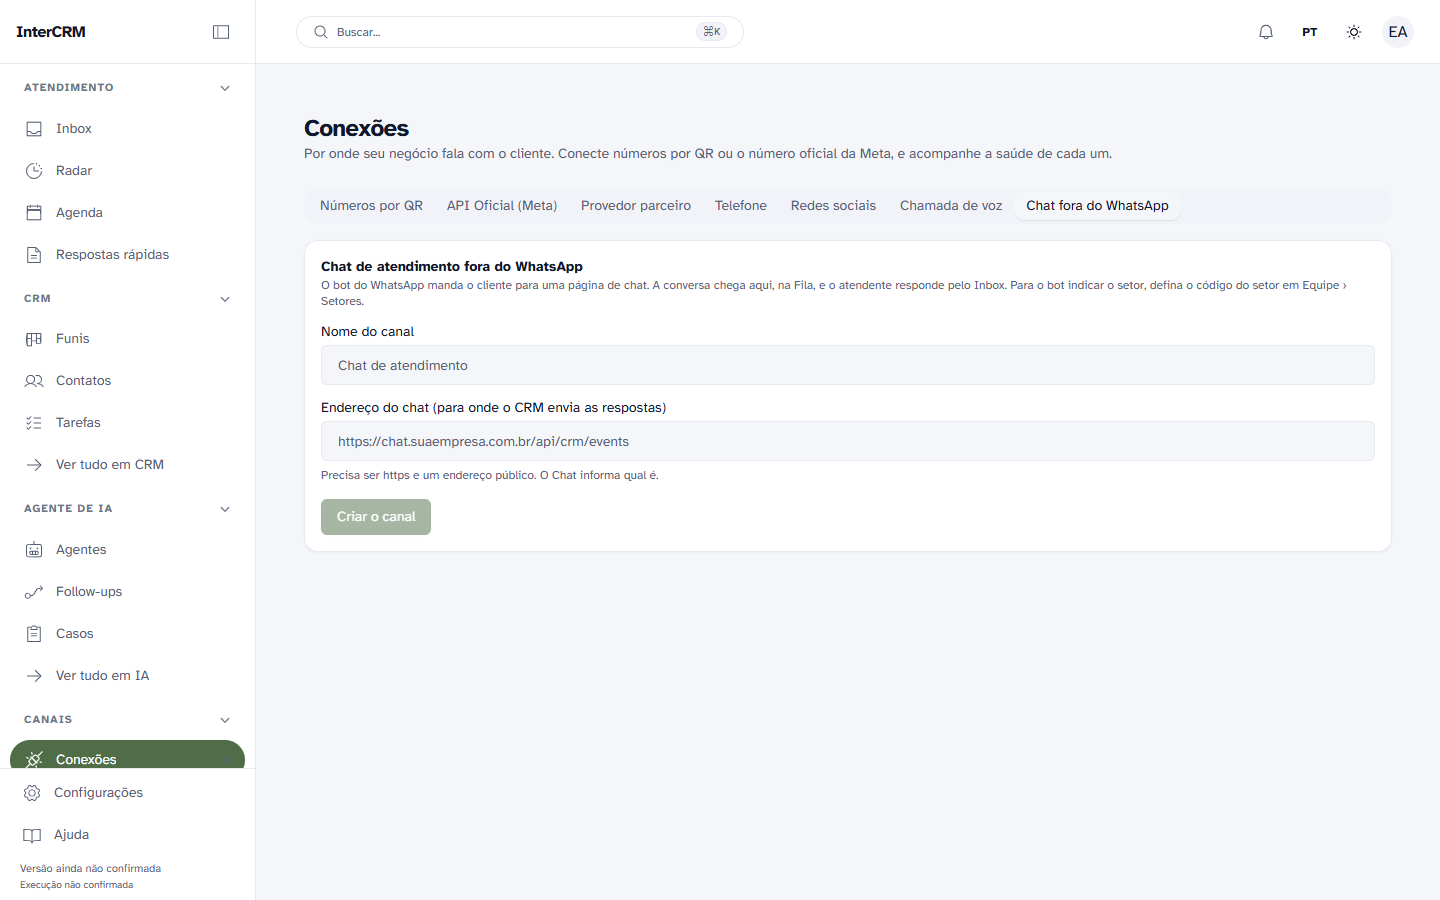 InterCRM
Buscar...
⌘K
PT
EA
ATENDIMENTO
Inbox
Radar
Agenda
Respostas rápidas
CRM
Funis
Contatos
Tarefas
Ver tudo em CRM
AGENTE DE IA
Agentes
Follow-ups
Casos
Ver tudo em IA
CANAIS
Conexões
Configurações
Ajuda
Versão ainda não confirmada
Execução não confirmada
Conexões
Por onde seu negócio fala com o cliente. Conecte números por QR ou o número oficial da Meta, e acompanhe a saúde de cada um.
Números por QR
API Oficial (Meta)
Provedor parceiro
Telefone
Redes sociais
Chamada de voz
Chat fora do WhatsApp
Chat de atendimento fora do WhatsApp
O bot do WhatsApp manda o cliente para uma página de chat. A conversa chega aqui, na Fila, e o atendente responde pelo Inbox. Para o bot indicar o setor, defina o código do setor em Equipe ›
Setores.
Nome do canal
Chat de atendimento
Endereço do chat (para onde o CRM envia as respostas)
https://chat.suaempresa.com.br/api/crm/events
Precisa ser https e um endereço público. O Chat informa qual é.
Criar o canal